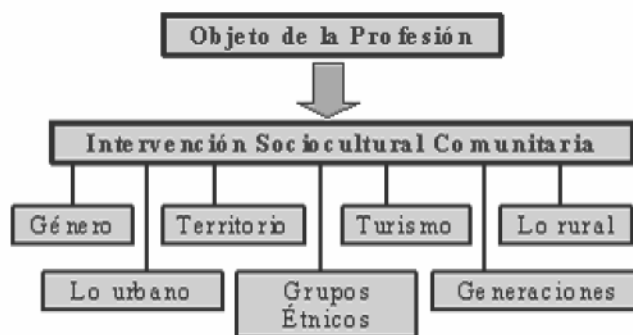 Objeto de la Profesión
Intervención Sociocultural Comunitaria
Género
Territorio
Turismo
Lo rural
Lo urbano
Grupos
Étnicos
Generaciones